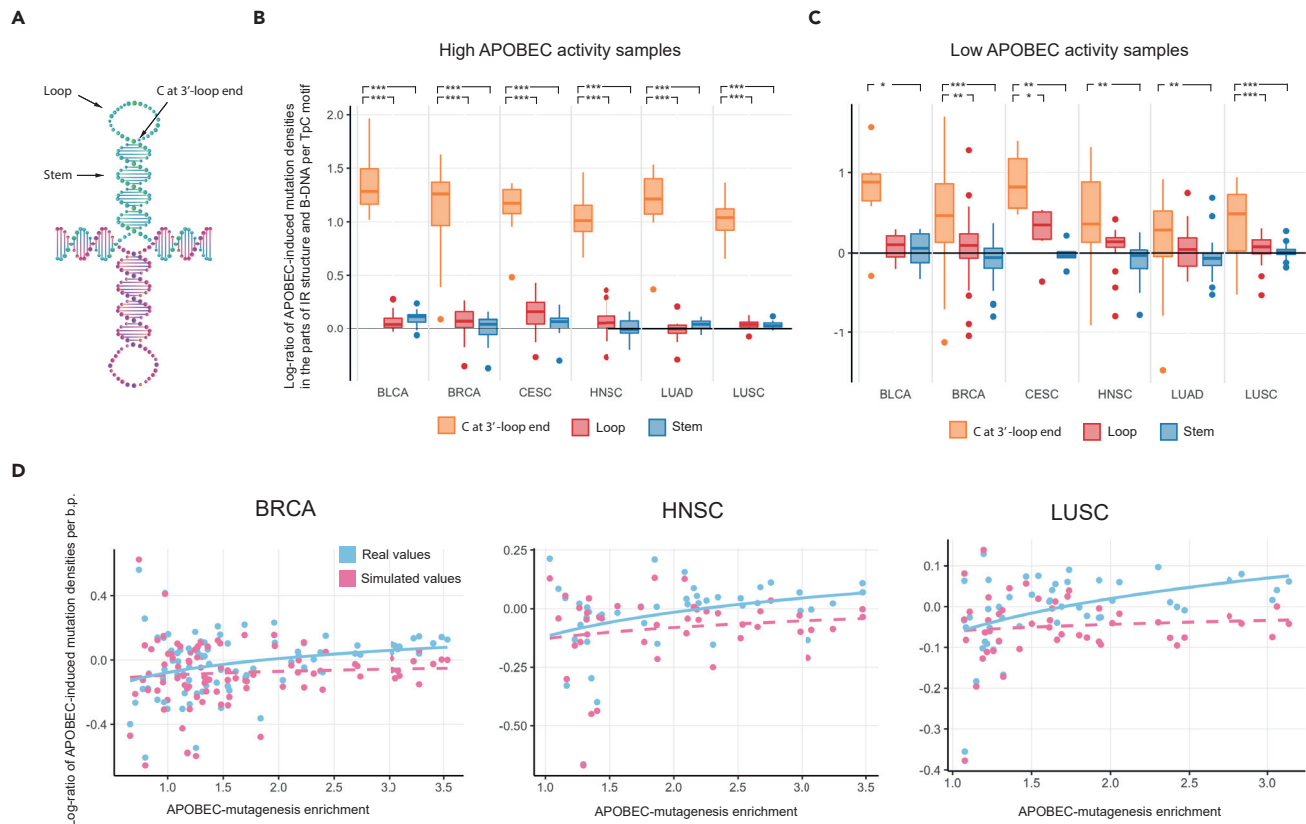 A
Loop
C at 3′-loop end
Stem
B
High APOBEC activity samples
Log-ratio of APOBEC-induced mutation densities
in the parts of IR structure and B-DNA per TpC motif
*** *** *** *** *** ***
*** *** *** *** *** ***
2.0
1.5
1.0
0.5
0.0
BLCA BRCA CESC HNSC LUAD LUSC
C at 3′-loop end Loop Stem
C
Low APOBEC activity samples
* *** ** ** ** ***
** * ***
1
0
-1
BLCA BRCA CESC HNSC LUAD LUSC
C at 3′-loop end Loop Stem
D
Log-ratio of APOBEC-induced mutation densities per b.p.
BRCA
Real values
Simulated values
0.4
0.0
-0.4
1.0 1.5 2.0 2.5 3.0 3.5
APOBEC-mutagenesis enrichment
HNSC
0.25
0.00
-0.25
-0.50
1.0 1.5 2.0 2.5 3.0 3.5
APOBEC-mutagenesis enrichment
LUSC
0.1
0.0
-0.1
-0.2
-0.3
-0.4
1.0 1.5 2.0 2.5 3.0
APOBEC-mutagenesis enrichment